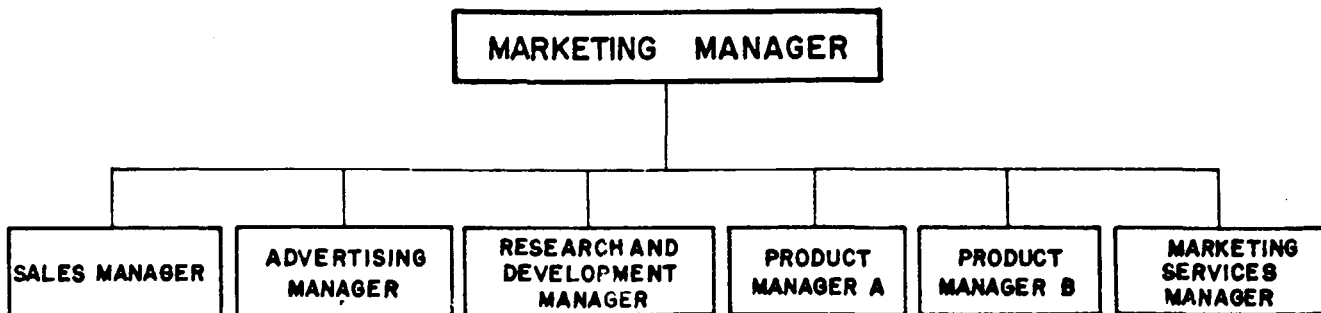 MARKETING MANAGER
SALES MANAGER
ADVERTISING
MANAGER
RESEARCH AND
DEVELOPMENT
MANAGER
PRODUCT
MANAGER A
PRODUCT
MANAGER B
MARKETING
SERVICES
MANAGER